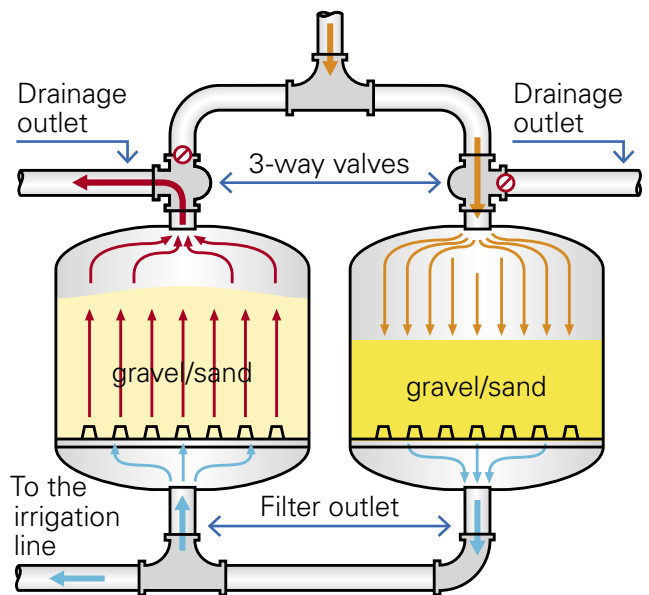 Drainage
outlet
Drainage
outlet
3-way valves
gravel/sand
gravel/sand
To the
irrigation
line
Filter outlet